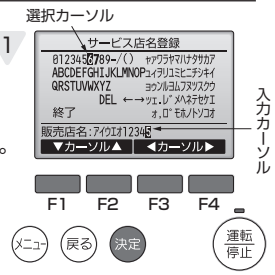 選択カーソル
1
サービス店名登録
0123456789-/() ャァワラヤマハナタサカア
ABCDEFGHIJKLMNOPュィヲリユミヒニチシキイ
QRSTUVWXYZ ョゥンルヨムフヌツスクウ
DEL ←→ッェ.レ゛メヘネテセケエ
終了 ォ,ロ゜モホノトソコオ
販売店名:アイウエオ12345
▼カーソル▲ ◀カーソル▶
入力カーソル
。
F1 F2 F3 F4
メニュー 戻る 決定 運転
停止